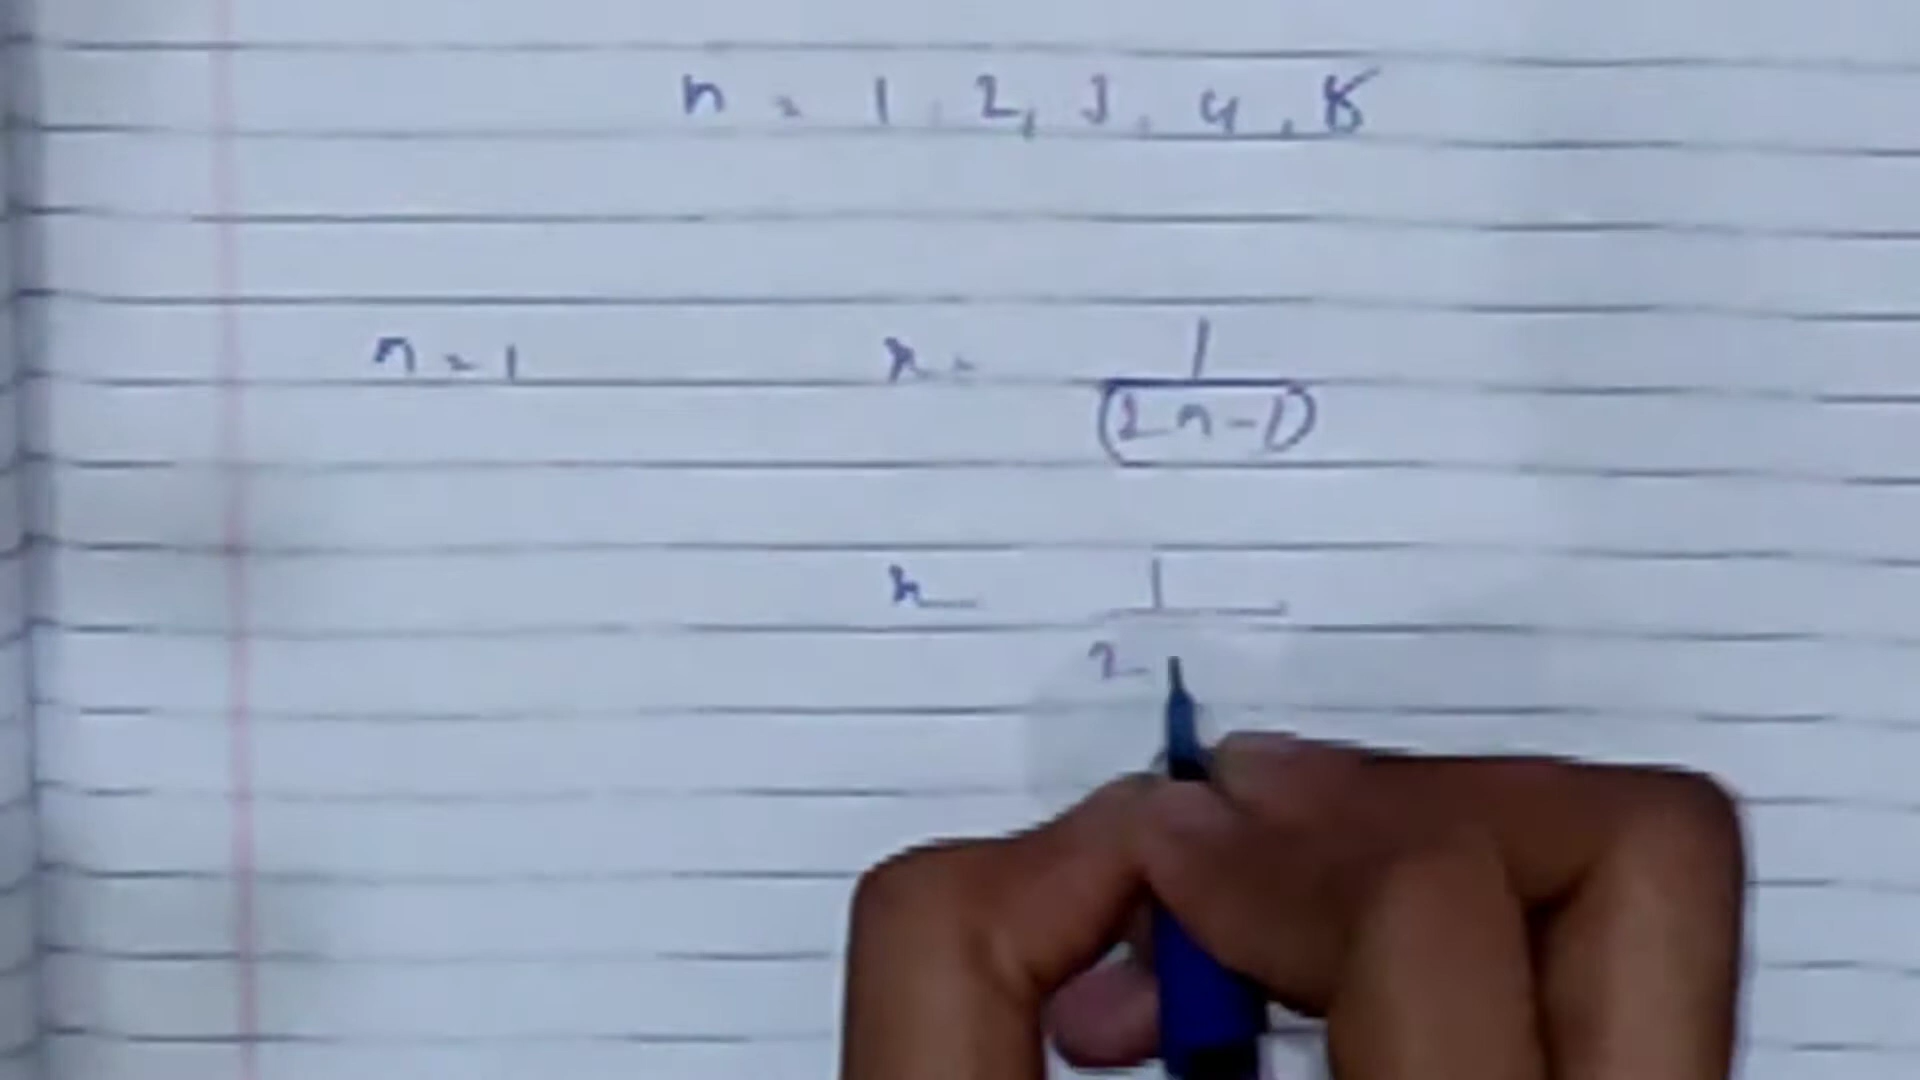 n = 1, 2, 3, 4, 5
n = 1 x = 1
(2n-1)
x 1
2